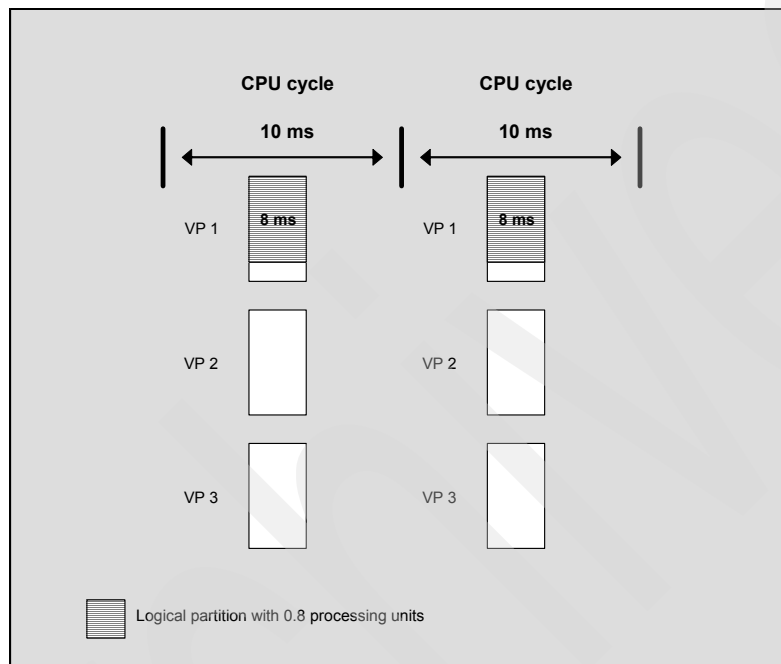 CPU cycle CPU cycle
10 ms 10 ms
VP 1 8 ms VP 1 8 ms
VP 2 VP 2
VP 3 VP 3
Logical partition with 0.8 processing units